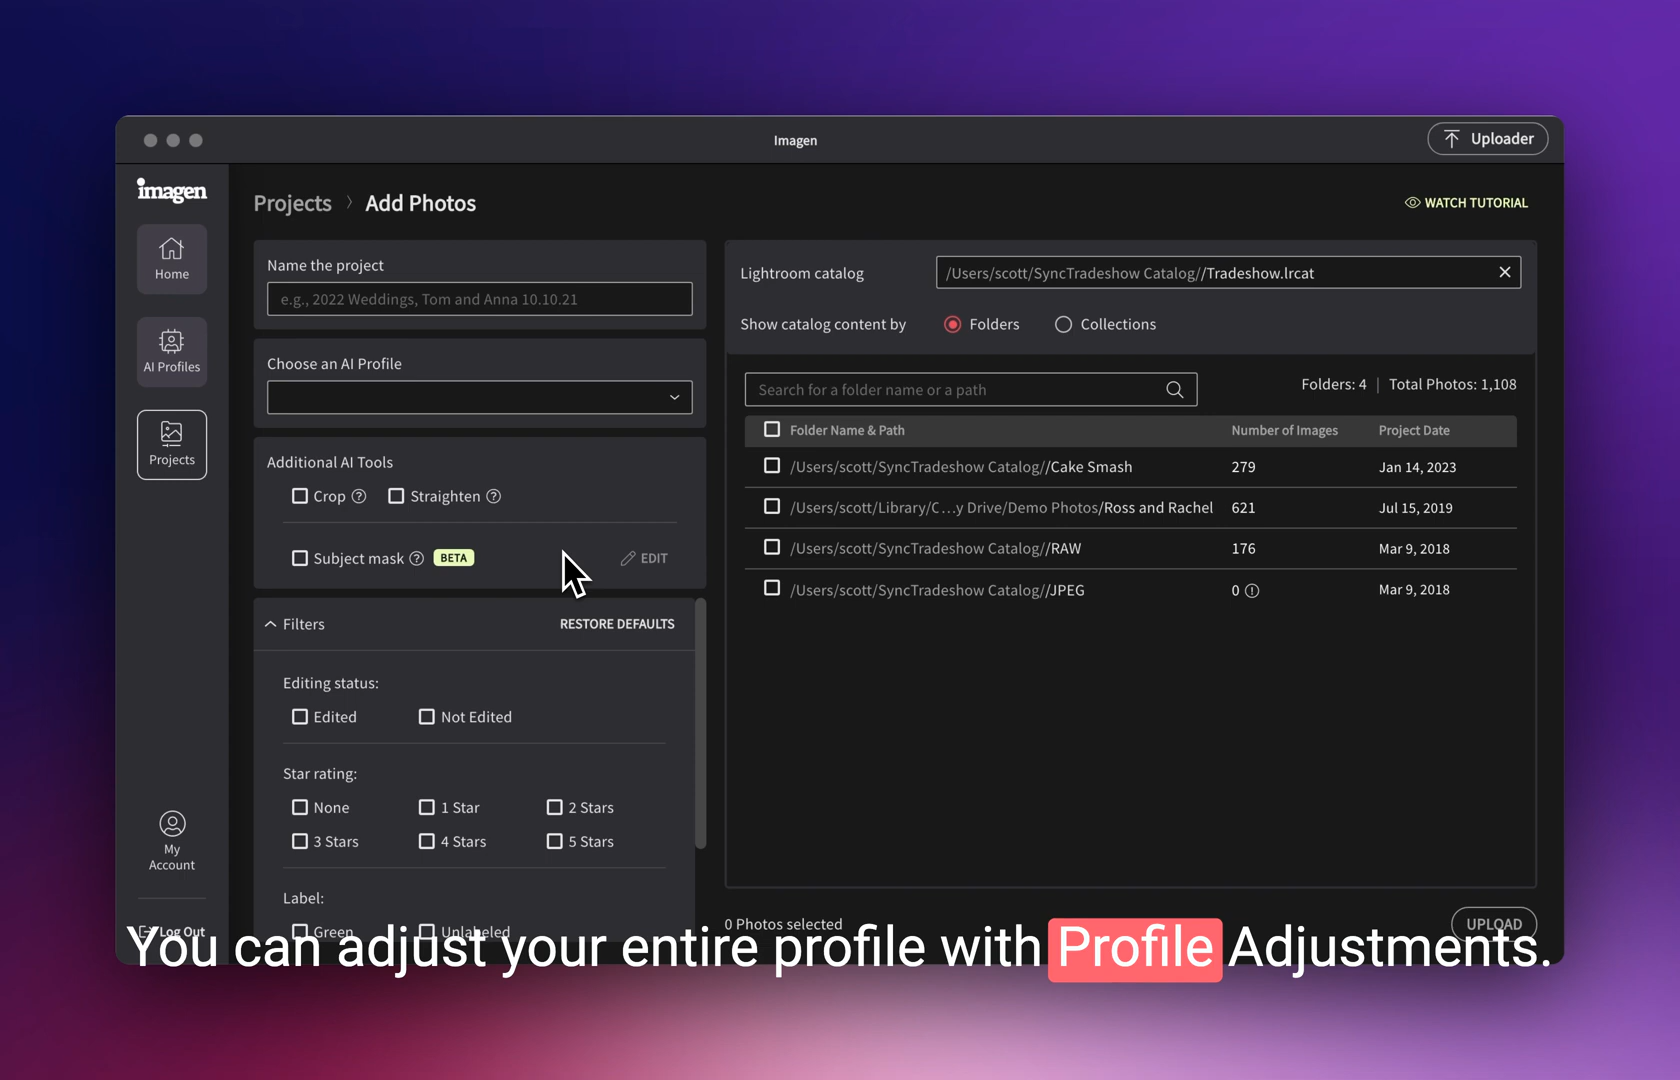 Imagen
Uploader
imagen
Home
AI Profiles
Projects
My
Account
Log Out
Projects > Add Photos
WATCH TUTORIAL
Name the project
e.g., 2022 Weddings, Tom and Anna 10.10.21
Choose an AI Profile
Additional AI Tools
Crop ? Straighten ?
Subject mask ? BETA EDIT
Filters RESTORE DEFAULTS
Editing status:
Edited Not Edited
Star rating:
None 1 Star 2 Stars
3 Stars 4 Stars 5 Stars
Label:
Green Unlabeled
Lightroom catalog /Users/scott/SyncTradeshow Catalog//Tradeshow.lrcat
Show catalog content by Folders Collections
Search for a folder name or a path
Folders: 4 | Total Photos: 1,108
Folder Name & Path Number of Images Project Date
/Users/scott/SyncTradeshow Catalog//Cake Smash 279 Jan 14, 2023
/Users/scott/Library/C...y Drive/Demo Photos/Ross and Rachel 621 Jul 15, 2019
/Users/scott/SyncTradeshow Catalog//RAW 176 Mar 9, 2018
/Users/scott/SyncTradeshow Catalog//JPEG 0 Mar 9, 2018
0 Photos selected
UPLOAD
You can adjust your entire profile with Profile Adjustments.